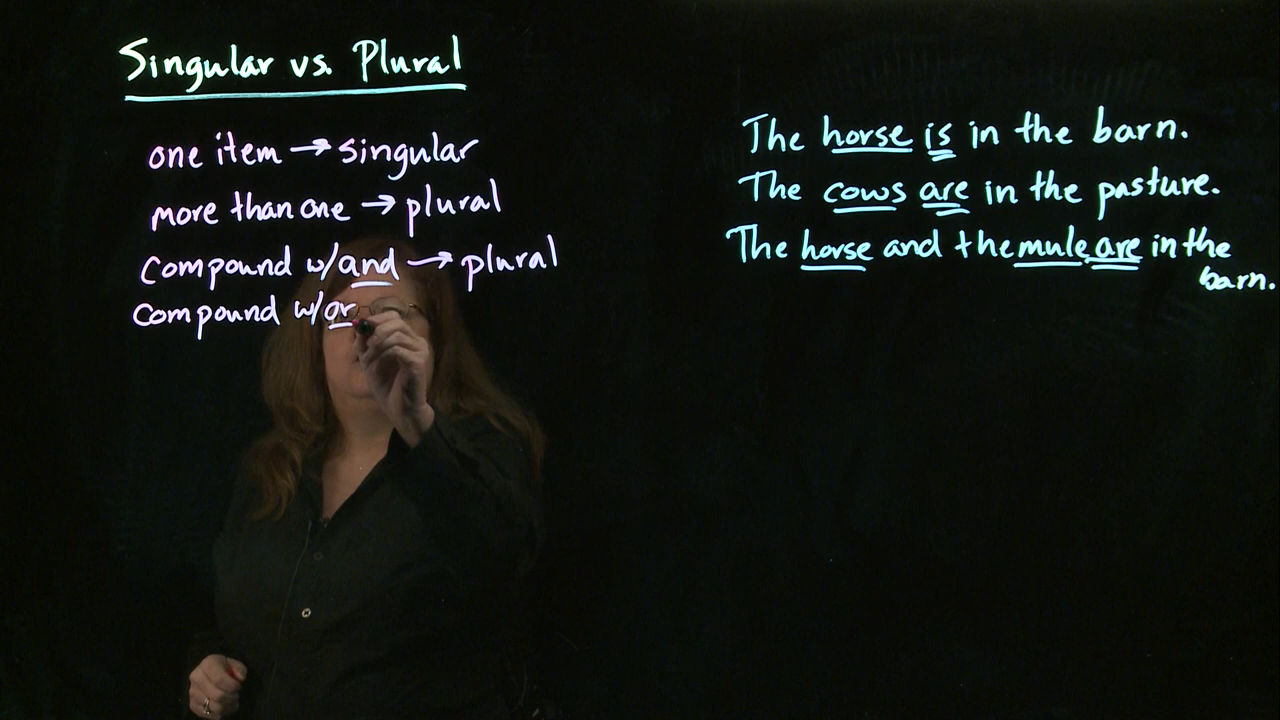 Singular vs. Plural
one item → singular
more than one → plural
compound w/and → plural
compound w/or
The horse is in the barn.
The cows are in the pasture.
The horse and the mule are in the
barn.